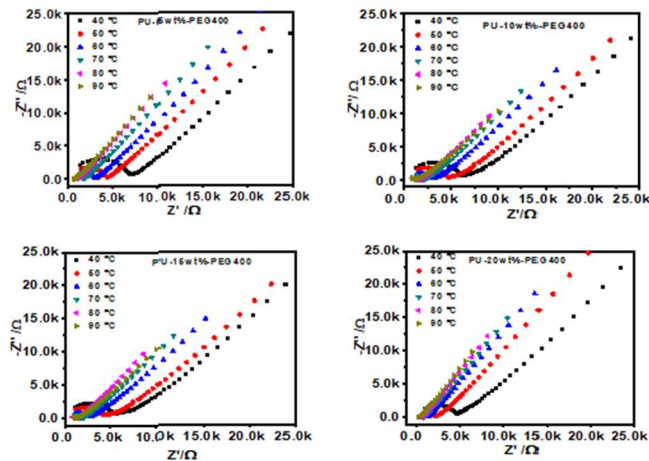 PU-5wt%-PEG400
25.0k
20.0k
15.0k
10.0k
5.0k
0.0
-Z''/Ω
40 °C
50 °C
60 °C
70 °C
80 °C
90 °C
0.0 5.0k 10.0k 15.0k 20.0k 25.0k
Z'/Ω
PU-10wt%-PEG400
25.0k
20.0k
15.0k
10.0k
5.0k
0.0
-Z''/Ω
40 °C
50 °C
60 °C
70 °C
80 °C
90 °C
0.0 5.0k 10.0k 15.0k 20.0k 25.0k
Z'/Ω
PU-15wt%-PEG400
25.0k
20.0k
15.0k
10.0k
5.0k
0.0
-Z''/Ω
40 °C
50 °C
60 °C
70 °C
80 °C
90 °C
0.0 5.0k 10.0k 15.0k 20.0k 25.0k
Z'/Ω
PU-20wt%-PEG400
25.0k
20.0k
15.0k
10.0k
5.0k
0.0
-Z''/Ω
40 °C
50 °C
60 °C
70 °C
80 °C
90 °C
0.0 5.0k 10.0k 15.0k 20.0k 25.0k
Z'/Ω